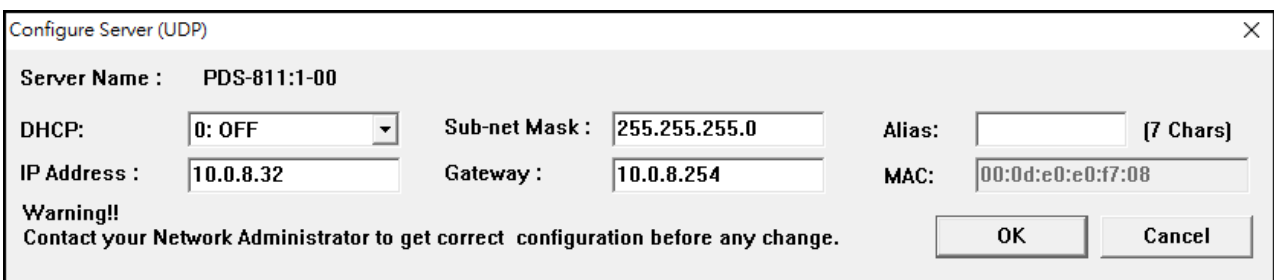 Configure Server (UDP)
Server Name : PDS-811:1-00
DHCP: 0: OFF Sub-net Mask : 255.255.255.0 Alias: (7 Chars)
IP Address : 10.0.8.32 Gateway : 10.0.8.254 MAC: 00:0d:e0:e0:f7:08
Warning!!
Contact your Network Administrator to get correct configuration before any change.
OK Cancel